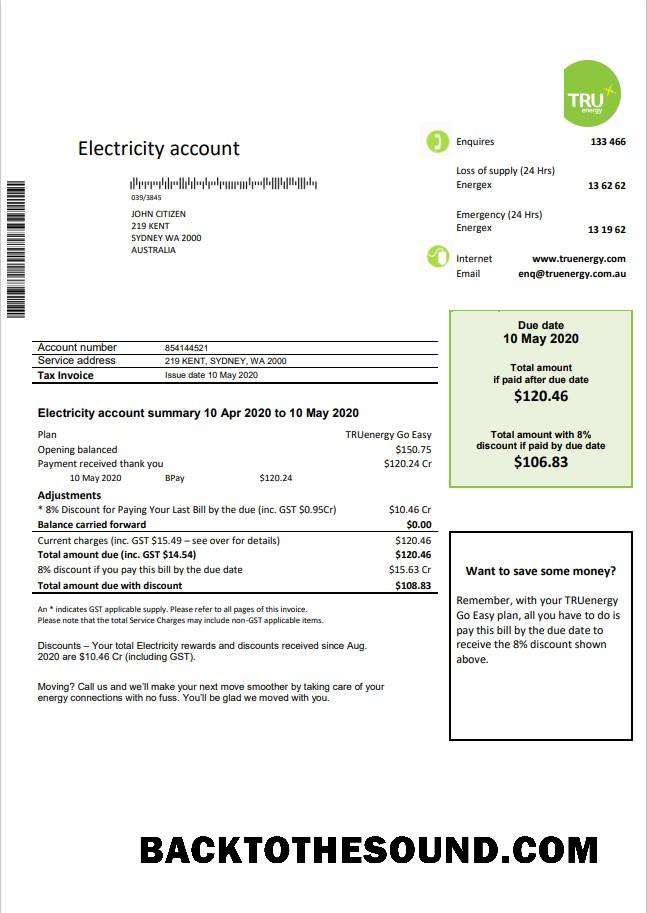 TRU
energy
Electricity account
Enquires 133 466
Loss of supply (24 Hrs)
Energex 13 62 62
Emergency (24 Hrs)
Energex 13 19 62
Internet www.truenergy.com
Email enq@truenergy.com.au
039/3845
JOHN CITIZEN
219 KENT
SYDNEY WA 2000
AUSTRALIA
Account number 854144521
Service address 219 KENT, SYDNEY, WA 2000
Tax Invoice Issue date 10 May 2020
Due date
10 May 2020
Total amount
if paid after due date
$120.46
Total amount with 8%
discount if paid by due date
$106.83
Electricity account summary 10 Apr 2020 to 10 May 2020
Plan TRUenergy Go Easy
Opening balanced $150.75
Payment received thank you $120.24 Cr
10 May 2020 BPay $120.24
Adjustments
* 8% Discount for Paying Your Last Bill by the due (inc. GST $0.95Cr) $10.46 Cr
Balance carried forward $0.00
Current charges (inc. GST $15.49 – see over for details) $120.46
Total amount due (inc. GST $14.54) $120.46
8% discount if you pay this bill by the due date $15.63 Cr
Total amount due with discount $108.83
An * indicates GST applicable supply. Please refer to all pages of this invoice.
Please note that the total Service Charges may include non-GST applicable items.
Discounts – Your total Electricity rewards and discounts received since Aug.
2020 are $10.46 Cr (including GST).
Moving? Call us and we'll make your next move smoother by taking care of your
energy connections with no fuss. You'll be glad we moved with you.
Want to save some money?
Remember, with your TRUenergy
Go Easy plan, all you have to do is
pay this bill by the due date to
receive the 8% discount shown
above.
BACKTOTHESOUND.COM